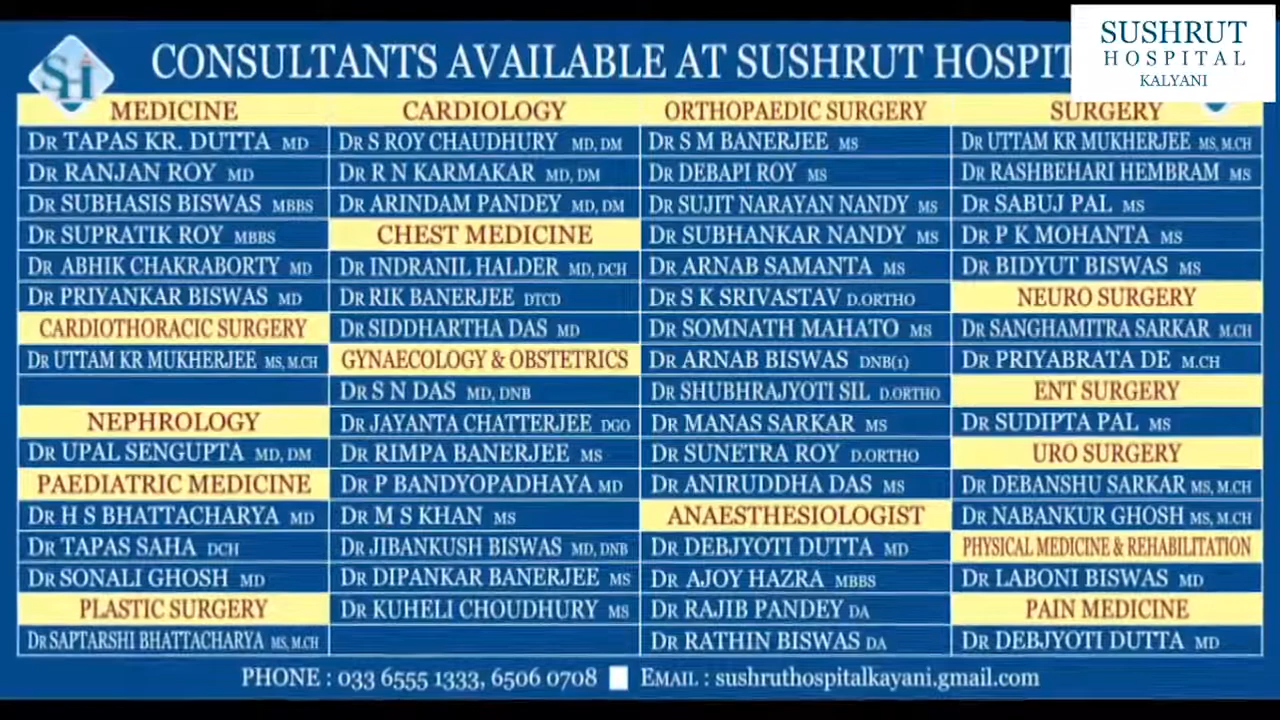 SUSHRUT
HOSPITAL
KALYANI
CONSULTANTS AVAILABLE AT SUSHRUT
MEDICINE
DR TAPAS KR. DUTTA MD
DR RANJAN ROY MD
DR SUBHASIS BISWAS MBBS
DR SUPRATIK ROY MBBS
DR ABHIK CHAKRABORTY MD
DR PRIYANKAR BISWAS MD
CARDIOTHORACIC SURGERY
DR UTTAM KR MUKHERJEE MS, M.CH
NEPHROLOGY
DR UPAL SENGUPTA MD, DM
PAEDIATRIC MEDICINE
DR H S BHATTACHARYA MD
DR TAPAS SAHA DCH
DR SONALI GHOSH MD
PLASTIC SURGERY
DR SAPTARSHI BHATTACHARYA MS, M.CH
CARDIOLOGY
DR S ROY CHAUDHURY MD, DM
DR R N KARMAKAR MD, DM
DR ARINDAM PANDEY MD, DM
CHEST MEDICINE
DR INDRANIL HALDER MD, DCH
DR RIK BANERJEE DTCD
DR SIDDHARTHA DAS MD
GYNAECOLOGY & OBSTETRICS
DR S N DAS MD, DNB
DR JAYANTA CHATTERJEE DGO
DR RIMPA BANERJEE MS
DR P BANDYOPADHAYA MD
DR M S KHAN MS
DR JIBANKUSH BISWAS MD, DNB
DR DIPANKAR BANERJEE MS
DR KUHELI CHOUDHURY MS
ORTHOPAEDIC SURGERY
DR S M BANERJEE MS
DR DEBAPI ROY MS
DR SUJIT NARAYAN NANDY MS
DR SUBHANKAR NANDY MS
DR ARNAB SAMANTA MS
DR S K SRIVASTAV D.ORTHO
DR SOMNATH MAHATO MS
DR ARNAB BISWAS DNB(1)
DR SHUBHRAJYOTI SIL D.ORTHO
DR MANAS SARKAR MS
DR SUNETRA ROY D.ORTHO
DR ANIRUDDHA DAS MS
ANAESTHESIOLOGIST
DR DEBJYOTI DUTTA MD
DR AJOY HAZRA MBBS
DR RAJIB PANDEY DA
DR RATHIN BISWAS DA
SURGERY
DR UTTAM KR MUKHERJEE MS, M.CH
DR RASHBEHARI HEMBRAM MS
DR SABUJ PAL MS
DR P K MOHANTA MS
DR BIDYUT BISWAS MS
NEURO SURGERY
DR SANGHAMITRA SARKAR M.CH
DR PRIYABRATA DE M.CH
ENT SURGERY
DR SUDIPTA PAL MS
URO SURGERY
DR DEBANSHU SARKAR MS, M.CH
DR NABANKUR GHOSH MS, M.CH
PHYSICAL MEDICINE & REHABILITATION
DR LABONI BISWAS MD
PAIN MEDICINE
DR DEBJYOTI DUTTA MD
PHONE : 033 6555 1333, 6506 0708
EMAIL : sushruthospitalkayani.gmail.com